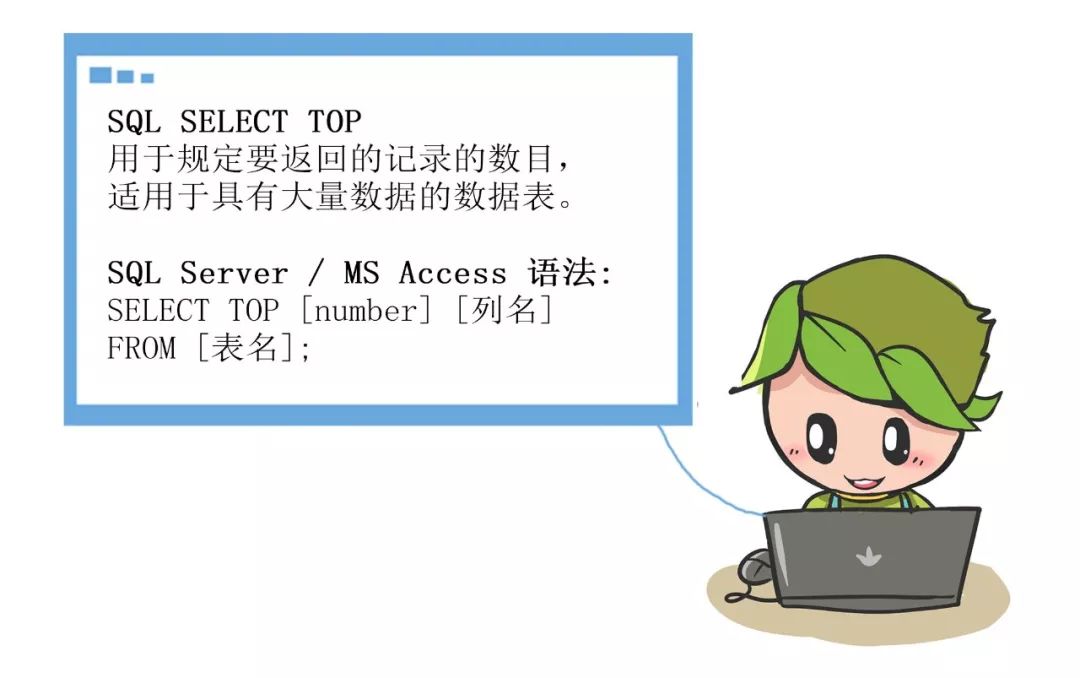 SQL SELECT TOP
用于规定要返回的记录的数目，
适用于具有大量数据的数据表。
SQL Server / MS Access 语法：
SELECT TOP [number] [列名]
FROM [表名];